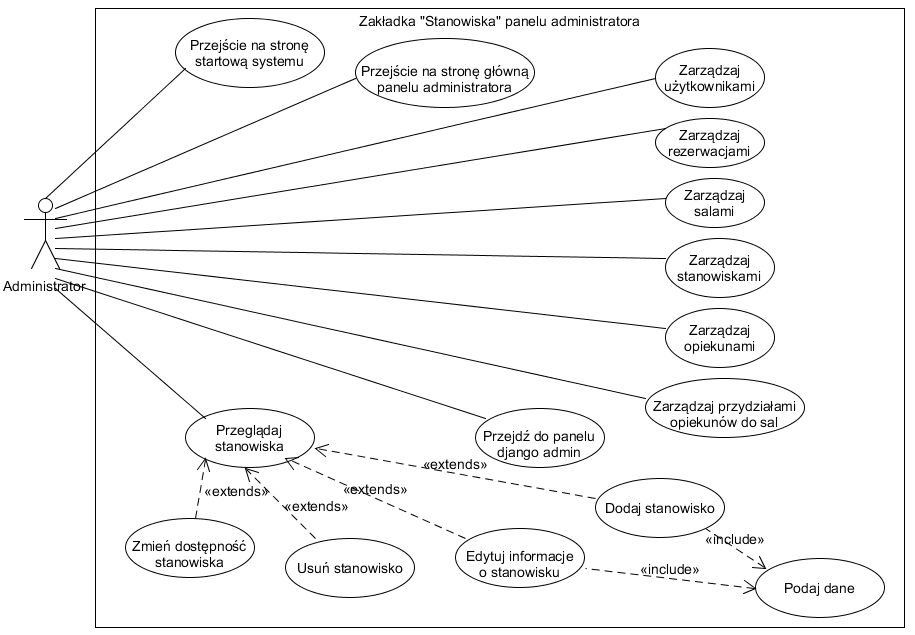 Zakładka "Stanowiska" panelu administratora
Przejście na stronę
startową systemu
Przejście na stronę główną
panelu administratora
Zarządzaj
użytkownikami
Zarządzaj
rezerwacjami
Zarządzaj
salami
Zarządzaj
stanowiskami
Administrator
Zarządzaj
opiekunami
Zarządzaj przydziałami
opiekunów do sal
Przeglądaj
stanowiska
Przejdź do panelu
django admin
«extends»
«extends»
«extends»
«extends»
Dodaj stanowisko
Zmień dostępność
stanowiska
Usuń stanowisko
Edytuj informacje
o stanowisku
«include»
«include»
Podaj dane